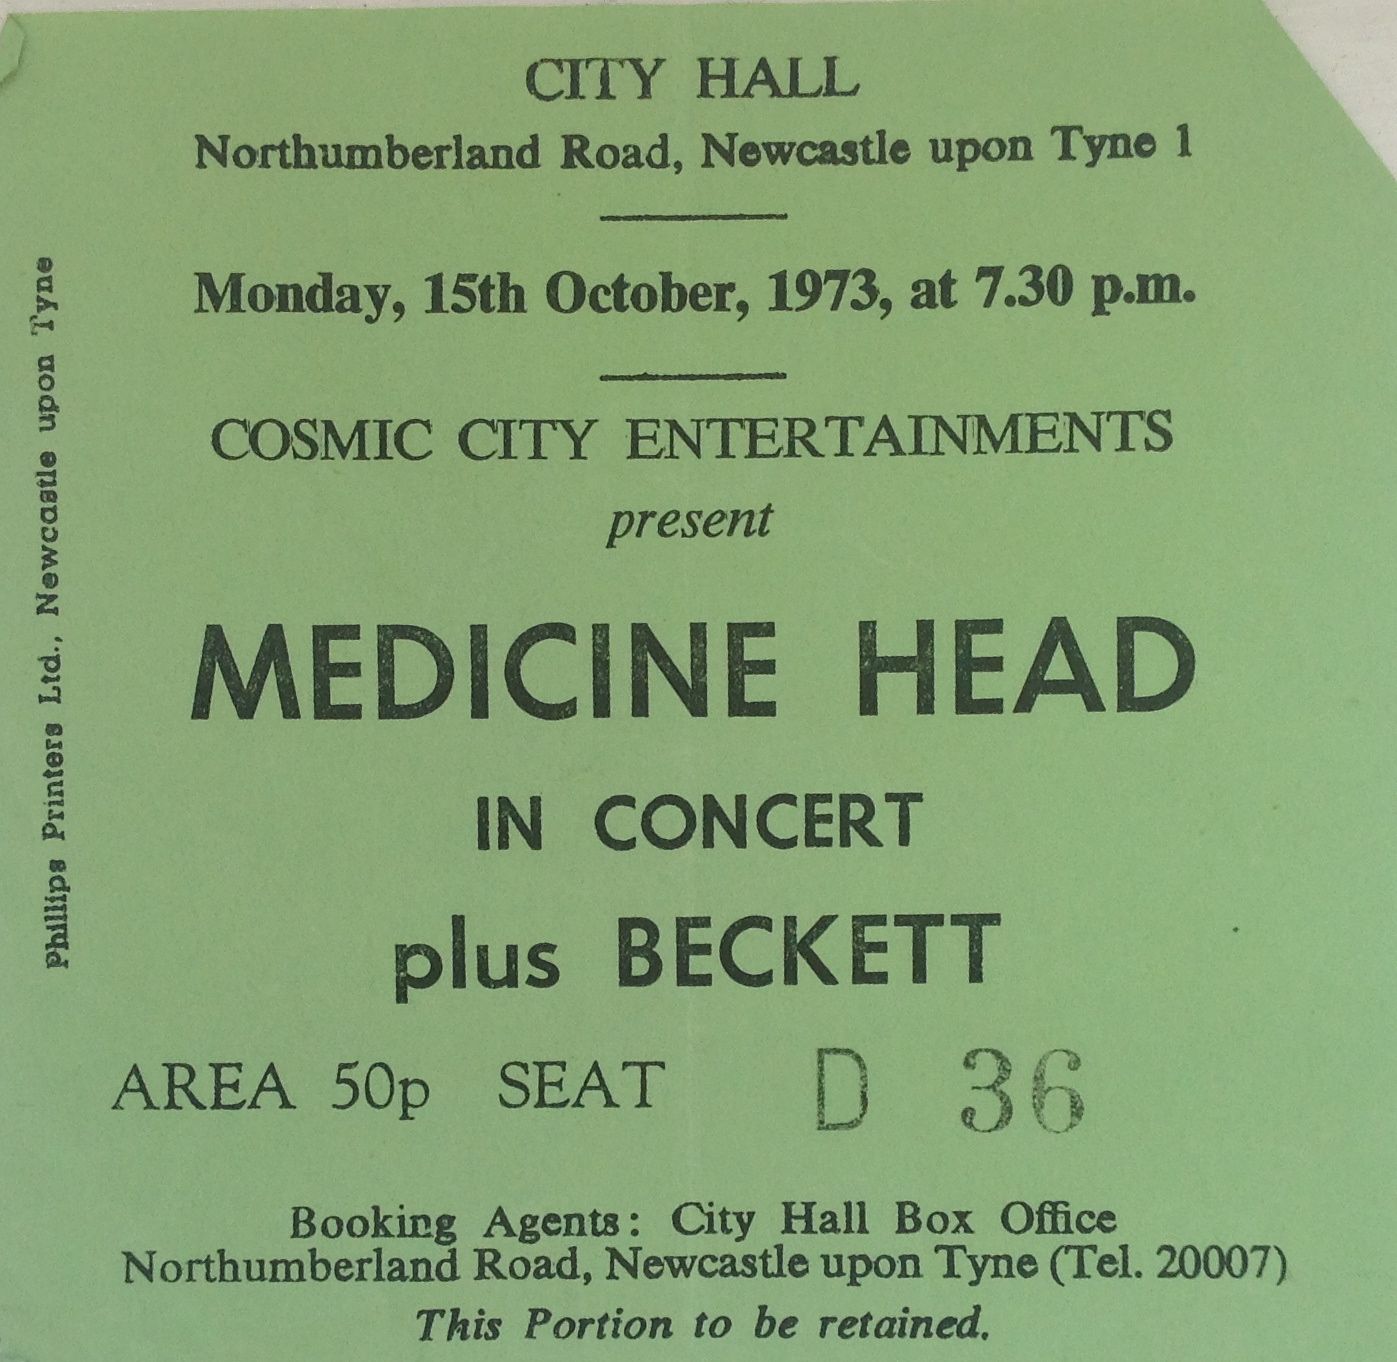 CITY HALL
Northumberland Road, Newcastle upon Tyne 1
Monday, 15th October, 1973, at 7.30 p.m.
COSMIC CITY ENTERTAINMENTS
present
MEDICINE HEAD
IN CONCERT
plus BECKETT
AREA 50p SEAT D 36
Booking Agents: City Hall Box Office
Northumberland Road, Newcastle upon Tyne (Tel. 20007)
This Portion to be retained.
Phillips Printers Ltd., Newcastle upon Tyne